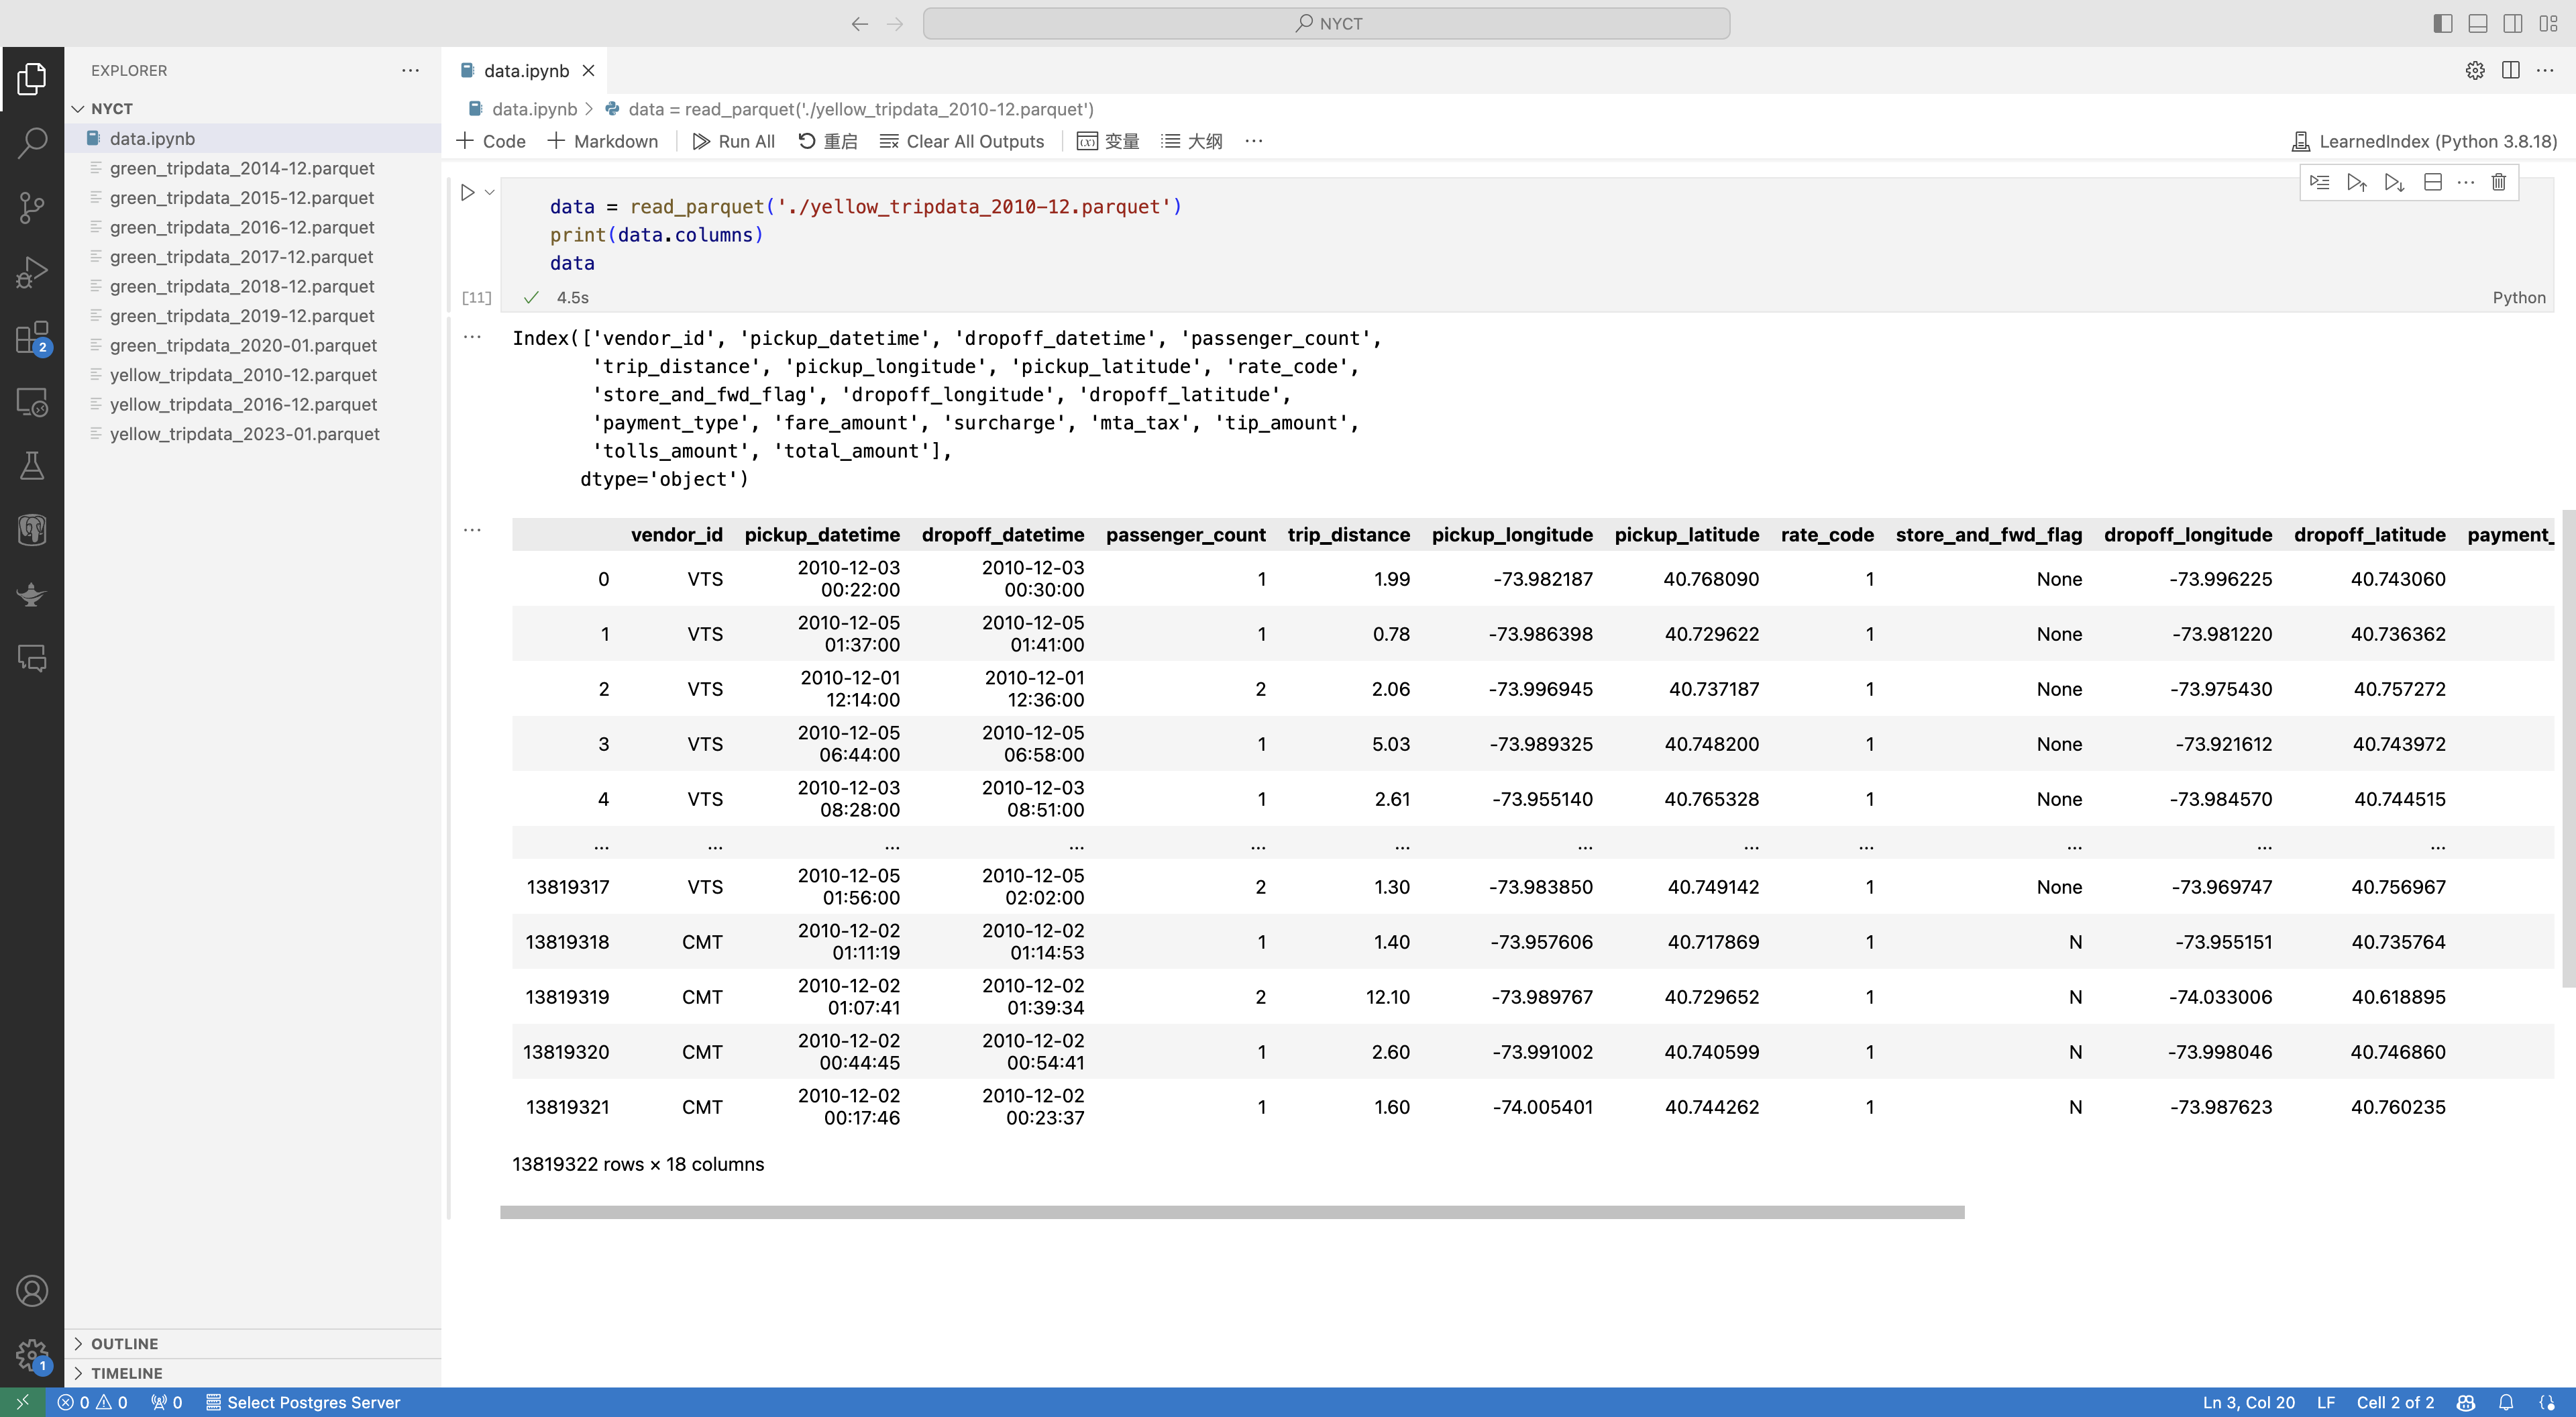 NYCT
EXPLORER
NYCT
data.ipynb
green_tripdata_2014-12.parquet
green_tripdata_2015-12.parquet
green_tripdata_2016-12.parquet
green_tripdata_2017-12.parquet
green_tripdata_2018-12.parquet
green_tripdata_2019-12.parquet
green_tripdata_2020-01.parquet
yellow_tripdata_2010-12.parquet
yellow_tripdata_2016-12.parquet
yellow_tripdata_2023-01.parquet
2
OUTLINE
TIMELINE
1
data.ipynb
data.ipynb > data = read_parquet('./yellow_tripdata_2010-12.parquet')
+ Code + Markdown Run All 重启 Clear All Outputs 变量 大纲 ... LearnedIndex (Python 3.8.18)
data = read_parquet('./yellow_tripdata_2010-12.parquet')
print(data.columns)
data
[11] 4.5s Python
Index(['vendor_id', 'pickup_datetime', 'dropoff_datetime', 'passenger_count',
'trip_distance', 'pickup_longitude', 'pickup_latitude', 'rate_code',
'store_and_fwd_flag', 'dropoff_longitude', 'dropoff_latitude',
'payment_type', 'fare_amount', 'surcharge', 'mta_tax', 'tip_amount',
'tolls_amount', 'total_amount'],
dtype='object')
vendor_id pickup_datetime dropoff_datetime passenger_count trip_distance pickup_longitude pickup_latitude rate_code store_and_fwd_flag dropoff_longitude dropoff_latitude payment_
0 VTS 2010-12-03 00:22:00 2010-12-03 00:30:00 1 1.99 -73.982187 40.768090 1 None -73.996225 40.743060
1 VTS 2010-12-05 01:37:00 2010-12-05 01:41:00 1 0.78 -73.986398 40.729622 1 None -73.981220 40.736362
2 VTS 2010-12-01 12:14:00 2010-12-01 12:36:00 2 2.06 -73.996945 40.737187 1 None -73.975430 40.757272
3 VTS 2010-12-05 06:44:00 2010-12-05 06:58:00 1 5.03 -73.989325 40.748200 1 None -73.921612 40.743972
4 VTS 2010-12-03 08:28:00 2010-12-03 08:51:00 1 2.61 -73.955140 40.765328 1 None -73.984570 40.744515
... ... ... ... ... ... ... ... ... ... ... ...
13819317 VTS 2010-12-05 01:56:00 2010-12-05 02:02:00 2 1.30 -73.983850 40.749142 1 None -73.969747 40.756967
13819318 CMT 2010-12-02 01:11:19 2010-12-02 01:14:53 1 1.40 -73.957606 40.717869 1 N -73.955151 40.735764
13819319 CMT 2010-12-02 01:07:41 2010-12-02 01:39:34 2 12.10 -73.989767 40.729652 1 N -74.033006 40.618895
13819320 CMT 2010-12-02 00:44:45 2010-12-02 00:54:41 1 2.60 -73.991002 40.740599 1 N -73.998046 40.746860
13819321 CMT 2010-12-02 00:17:46 2010-12-02 00:23:37 1 1.60 -74.005401 40.744262 1 N -73.987623 40.760235
13819322 rows × 18 columns
0 0 0 Select Postgres Server Ln 3, Col 20 LF Cell 2 of 2